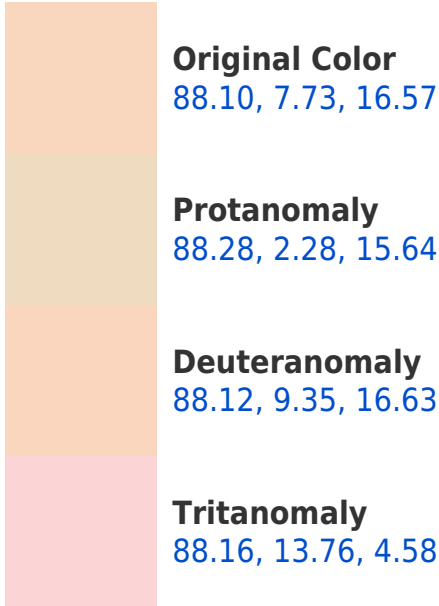 Original Color
88.10, 7.73, 16.57
Protanomaly
88.28, 2.28, 15.64
Deuteranomaly
88.12, 9.35, 16.63
Tritanomaly
88.16, 13.76, 4.58